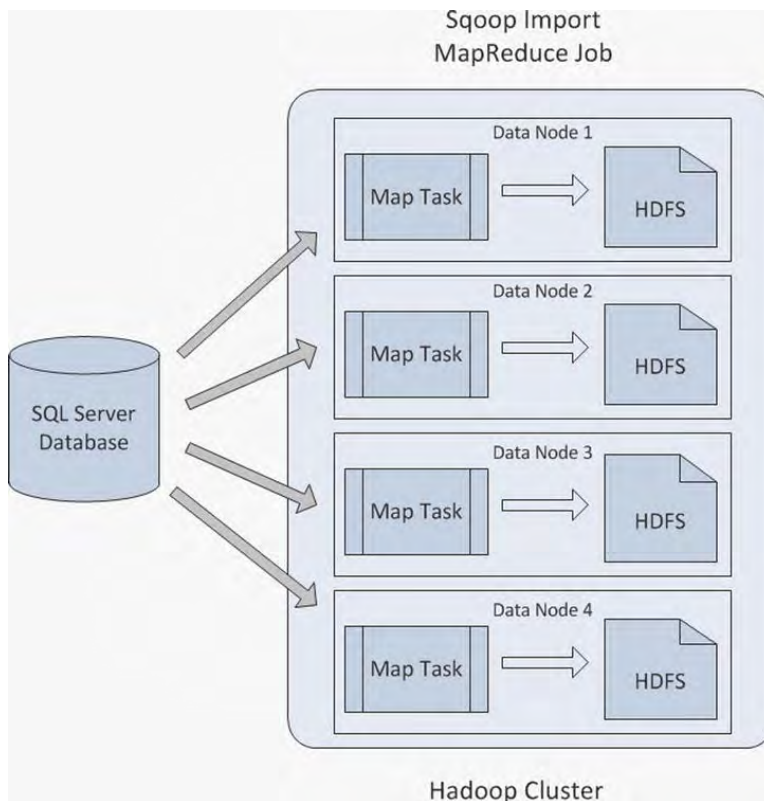 Sqoop Import
MapReduce Job
Data Node 1
Map Task
HDFS
Data Node 2
Map Task
HDFS
SQL Server
Database
Data Node 3
Map Task
HDFS
Data Node 4
Map Task
HDFS
Hadoop Cluster